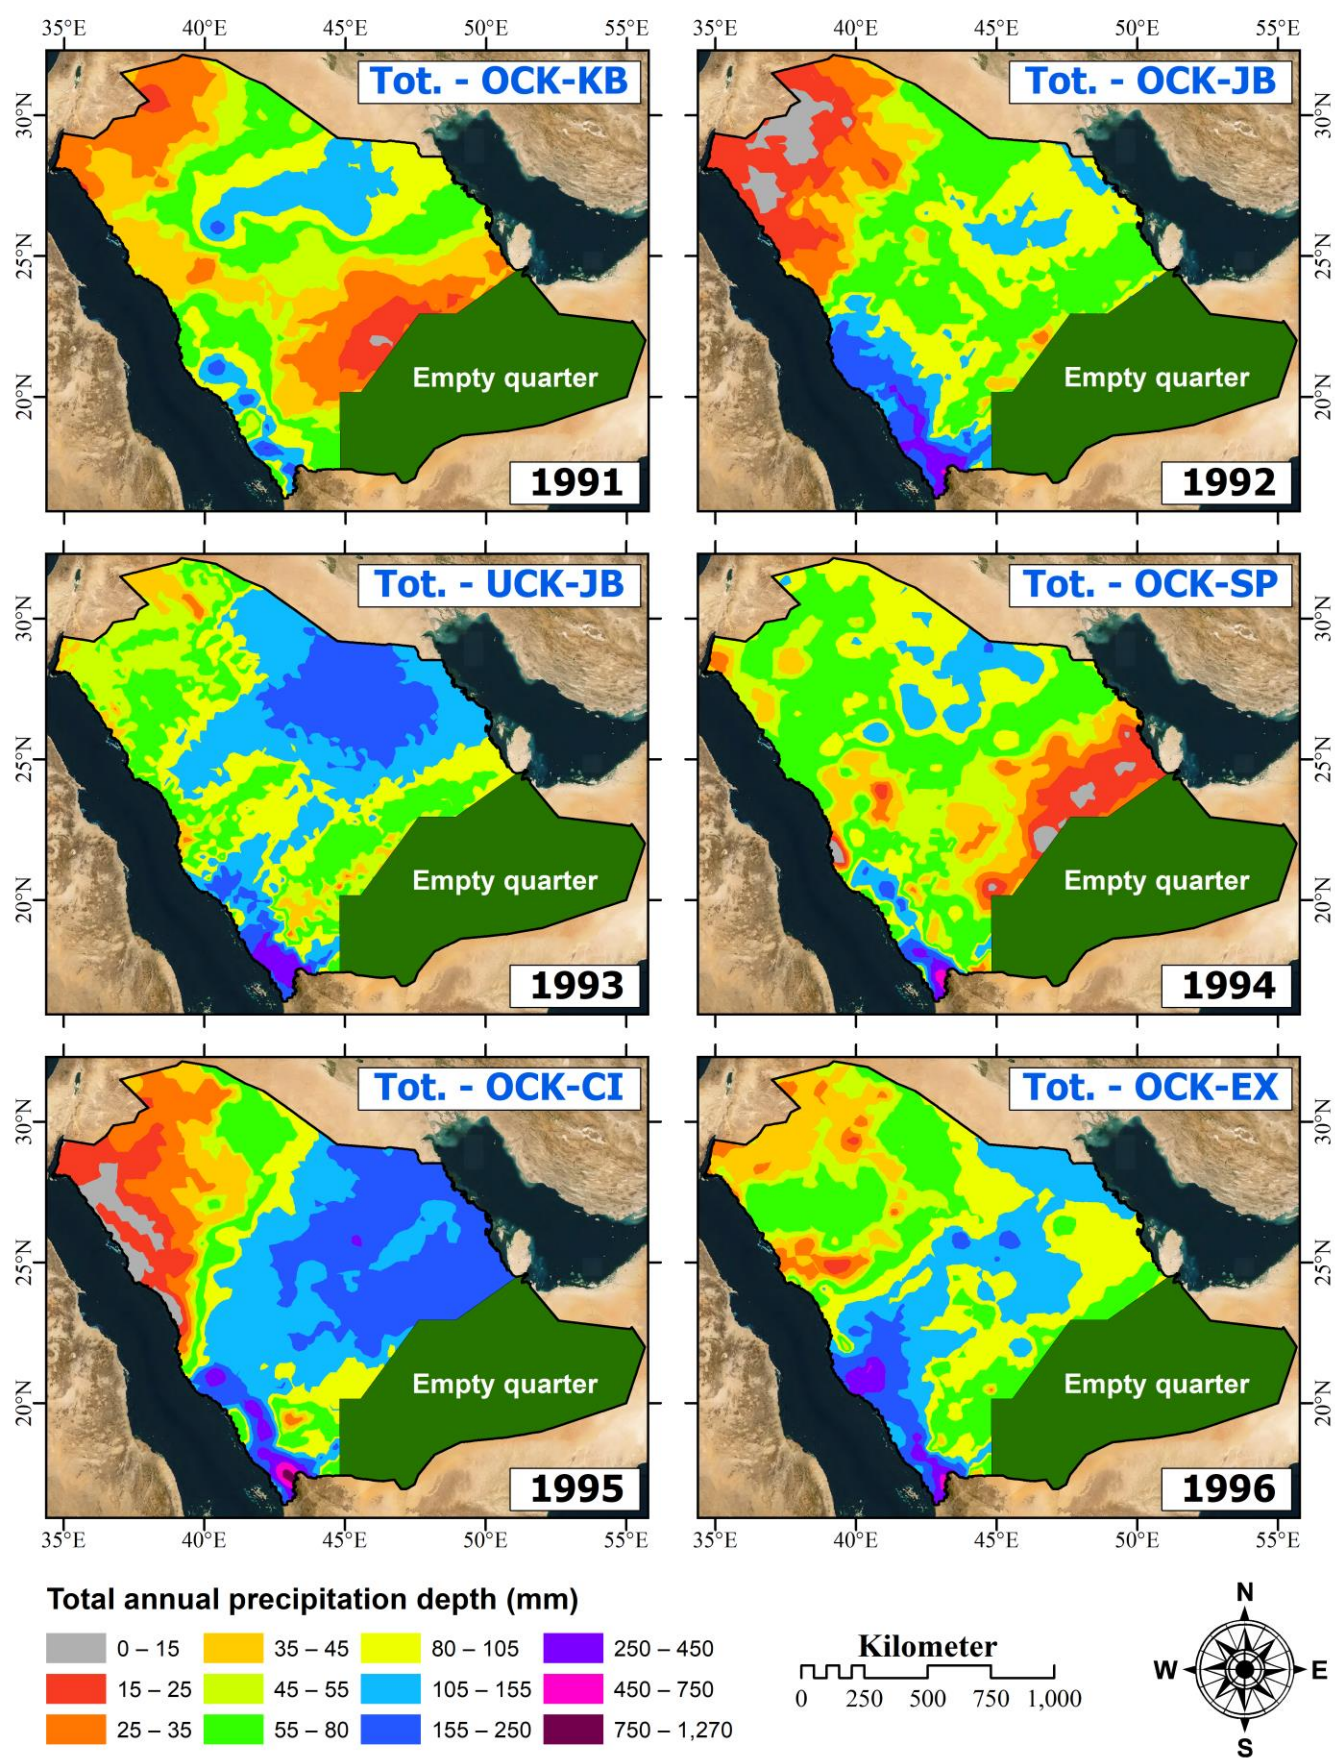 35°E 40°E 45°E 50°E 55°E 35°E 40°E 45°E 50°E 55°E
Tot. - OCK-KB
30°N
25°N
20°N
Empty quarter
1991
Tot. - OCK-JB
30°N
25°N
20°N
Empty quarter
1992
Tot. - UCK-JB
30°N
25°N
20°N
Empty quarter
1993
Tot. - OCK-SP
30°N
25°N
20°N
Empty quarter
1994
Tot. - OCK-CI
30°N
25°N
20°N
Empty quarter
1995
Tot. - OCK-EX
30°N
25°N
20°N
Empty quarter
1996
35°E 40°E 45°E 50°E 55°E 35°E 40°E 45°E 50°E 55°E
Total annual precipitation depth (mm)
0 – 15 35 – 45 80 – 105 250 – 450
15 – 25 45 – 55 105 – 155 450 – 750
25 – 35 55 – 80 155 – 250 750 – 1,270
Kilometer
0 250 500 750 1,000
N
W E
S